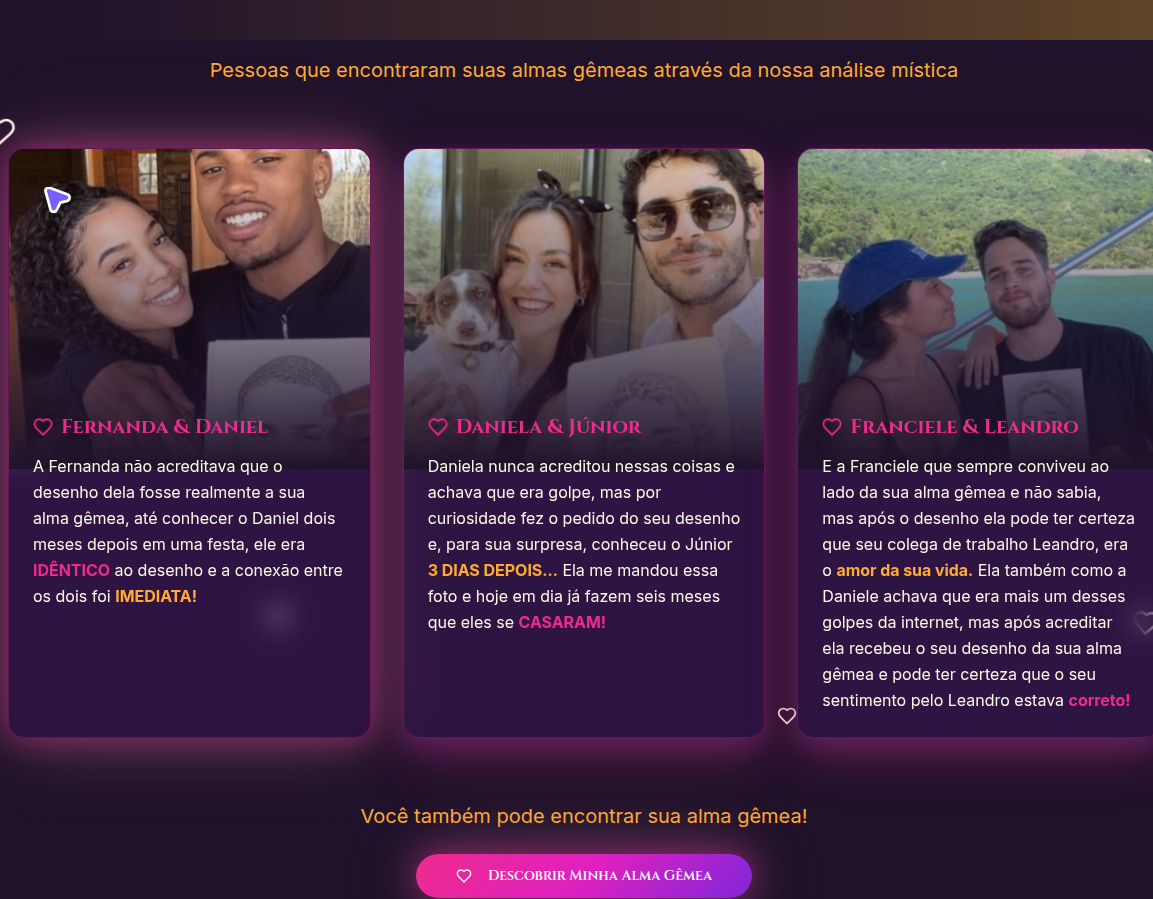 Pessoas que encontraram suas almas gêmeas através da nossa análise mística
Fernanda & Daniel
A Fernanda não acreditava que o
desenho dela fosse realmente a sua
alma gêmea, até conhecer o Daniel dois
meses depois em uma festa, ele era
IDÊNTICO ao desenho e a conexão entre
os dois foi IMEDIATA!
Daniela & Júnior
Daniela nunca acreditou nessas coisas e
achava que era golpe, mas por
curiosidade fez o pedido do seu desenho
e, para sua surpresa, conheceu o Júnior
3 DIAS DEPOIS... Ela me mandou essa
foto e hoje em dia já fazem seis meses
que eles se CASARAM!
Franciele & Leandro
E a Franciele que sempre conviveu ao
lado da sua alma gêmea e não sabia,
mas após o desenho ela pode ter certeza
que seu colega de trabalho Leandro, era
o amor da sua vida. Ela também como a
Daniele achava que era mais um desses
golpes da internet, mas após acreditar
ela recebeu o seu desenho da sua alma
gêmea e pode ter certeza que o seu
sentimento pelo Leandro estava correto!
Você também pode encontrar sua alma gêmea!
Descobrir Minha Alma Gêmea